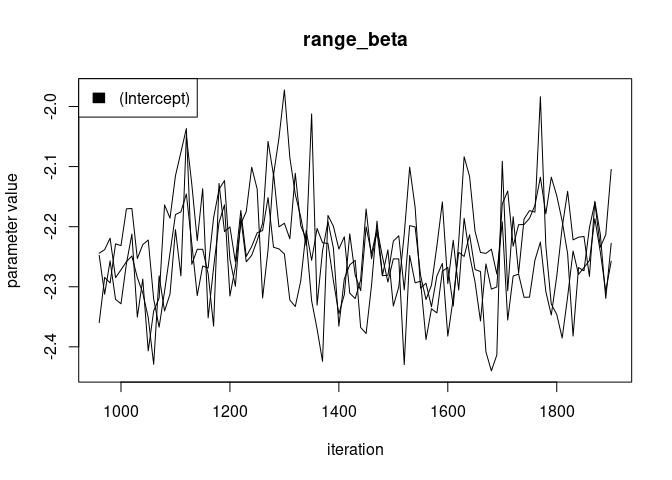 range_beta
(Intercept)
parameter value
-2.0
-2.1
-2.2
-2.3
-2.4
1000 1200 1400 1600 1800
iteration